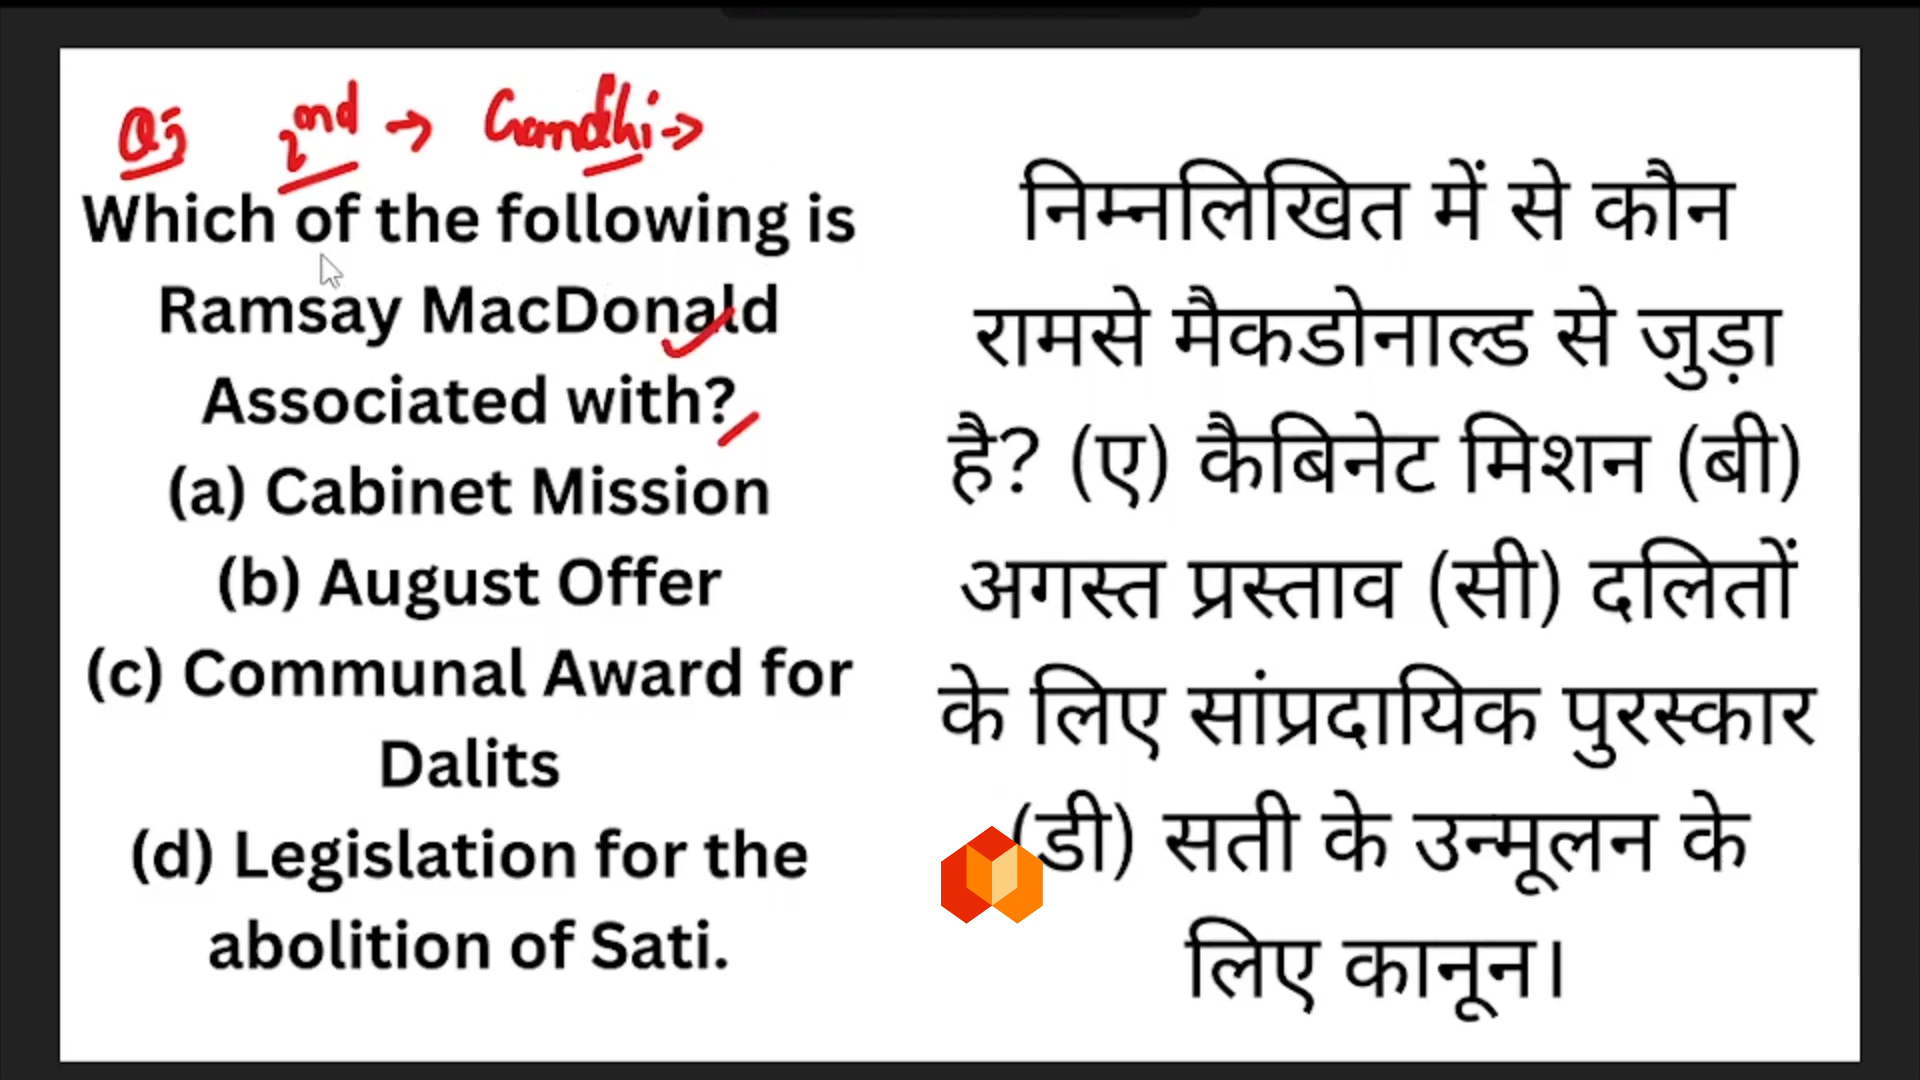 Q5 2nd → Gandhi →
Which of the following is
Ramsay MacDonald
Associated with?
(a) Cabinet Mission
(b) August Offer
(c) Communal Award for
Dalits
(d) Legislation for the
abolition of Sati.
निम्नलिखित में से कौन
रामसे मैकडोनाल्ड से जुड़ा
है? (ए) कैबिनेट मिशन (बी)
अगस्त प्रस्ताव (सी) दलितों
के लिए सांप्रदायिक पुरस्कार
(डी) सती के उन्मूलन के
लिए कानून।